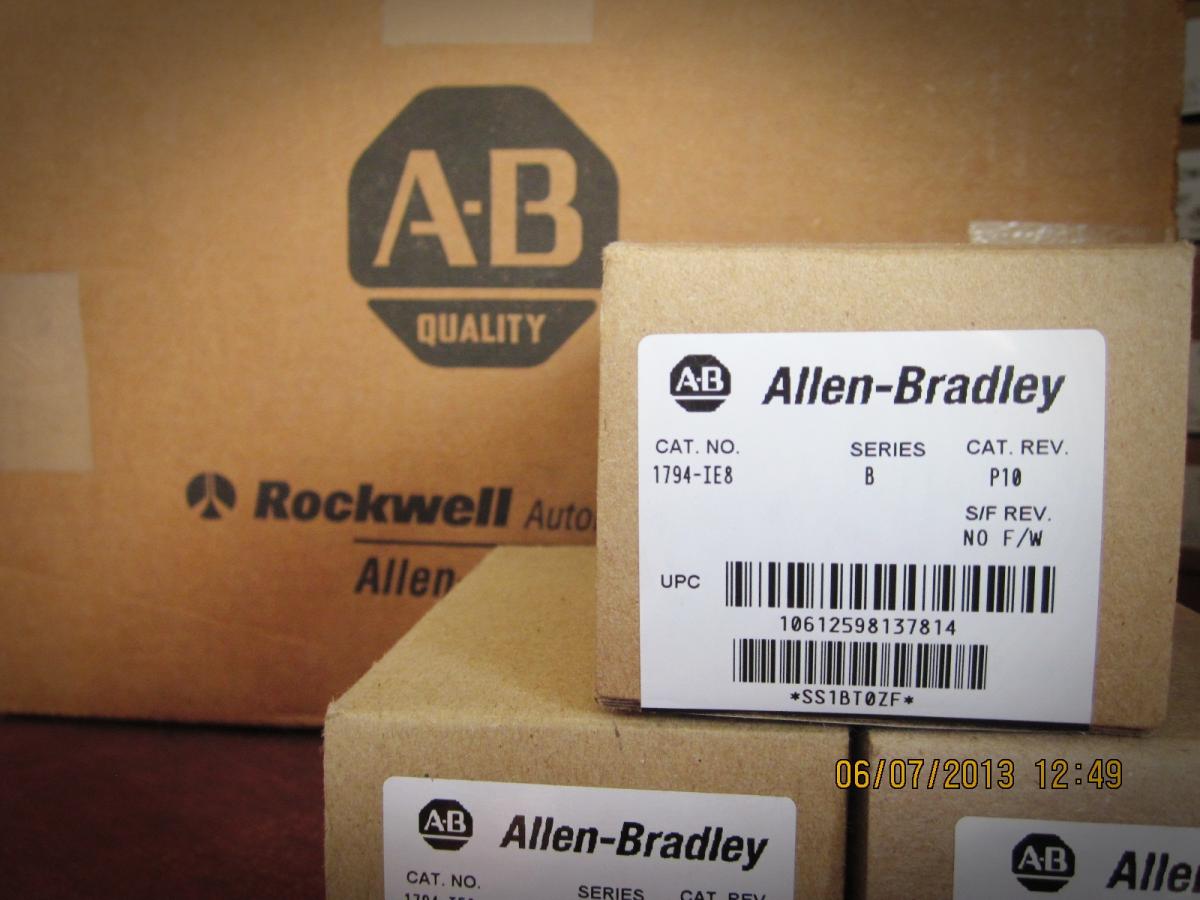 A-B
QUALITY
Rockwell Auto
Allen-
A-B Allen-Bradley
CAT. NO. SERIES CAT. REV.
1794-IE8 B P10
S/F REV.
NO F/W
UPC
10612598137814
*SS1BT0ZF*
06/07/2013 12:49
A-B Allen-Bradley
CAT. NO. SERIES CAT. REV.
A-B Alle